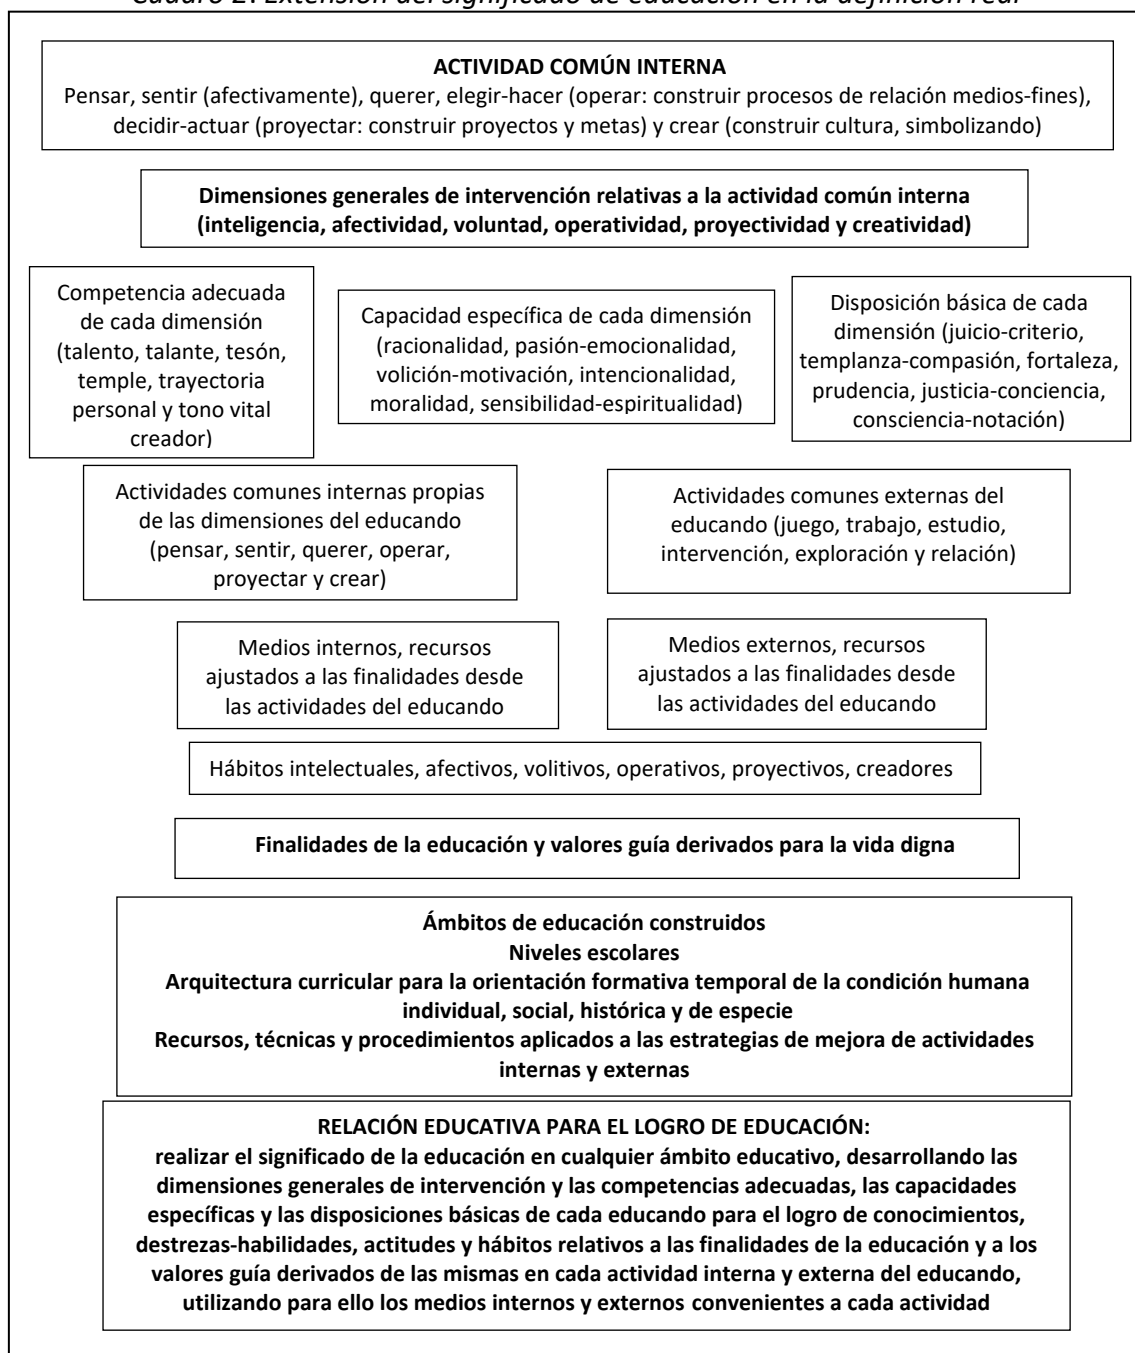 Cuadro 2. Extensión del significado de educación en la definición real
ACTIVIDAD COMÚN INTERNA
Pensar, sentir (afectivamente), querer, elegir-hacer (operar: construir procesos de relación medios-fines),
decidir-actuar (proyectar: construir proyectos y metas) y crear (construir cultura, simbolizando)
Dimensiones generales de intervención relativas a la actividad común interna
(inteligencia, afectividad, voluntad, operatividad, proyectividad y creatividad)
Competencia adecuada
de cada dimensión
(talento, talante, tesón,
temple, trayectoria
personal y tono vital
creador)
Capacidad específica de cada dimensión
(racionalidad, pasión-emocionalidad,
volición-motivación, intencionalidad,
moralidad, sensibilidad-espiritualidad)
Disposición básica de cada
dimensión (juicio-criterio,
templanza-compasión, fortaleza,
prudencia, justicia-conciencia,
consciencia-notación)
Actividades comunes internas propias
de las dimensiones del educando
(pensar, sentir, querer, operar,
proyectar y crear)
Actividades comunes externas del
educando (juego, trabajo, estudio,
intervención, exploración y relación)
Medios internos, recursos
ajustados a las finalidades desde
las actividades del educando
Medios externos, recursos
ajustados a las finalidades desde
las actividades del educando
Hábitos intelectuales, afectivos, volitivos, operativos, proyectivos, creadores
Finalidades de la educación y valores guía derivados para la vida digna
Ámbitos de educación construidos
Niveles escolares
Arquitectura curricular para la orientación formativa temporal de la condición humana
individual, social, histórica y de especie
Recursos, técnicas y procedimientos aplicados a las estrategias de mejora de actividades
internas y externas
RELACIÓN EDUCATIVA PARA EL LOGRO DE EDUCACIÓN:
realizar el significado de la educación en cualquier ámbito educativo, desarrollando las
dimensiones generales de intervención y las competencias adecuadas, las capacidades
específicas y las disposiciones básicas de cada educando para el logro de conocimientos,
destrezas-habilidades, actitudes y hábitos relativos a las finalidades de la educación y a los
valores guía derivados de las mismas en cada actividad interna y externa del educando,
utilizando para ello los medios internos y externos convenientes a cada actividad